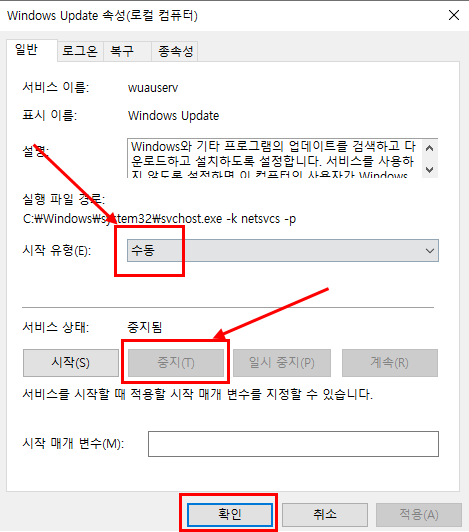 Windows Update 속성(로컬 컴퓨터)
일반 로그온 복구 종속성
서비스 이름: wuauserv
표시 이름: Windows Update
설명: Windows와 기타 프로그램의 업데이트를 검색하고 다
운로드하고 설치하도록 설정합니다. 서비스를 사용하
지 않도록 설정하면 이 컴퓨터의 사용자가 Windows
실행 파일 경로:
C:₩Windows₩system32₩svchost.exe -k netsvcs -p
시작 유형(E): 수동
서비스 상태: 중지됨
시작(S) 중지(T) 일시 중지(P) 계속(R)
서비스를 시작할 때 적용할 시작 매개 변수를 지정할 수 있습니다.
시작 매개 변수(M):
확인 취소 적용(A)